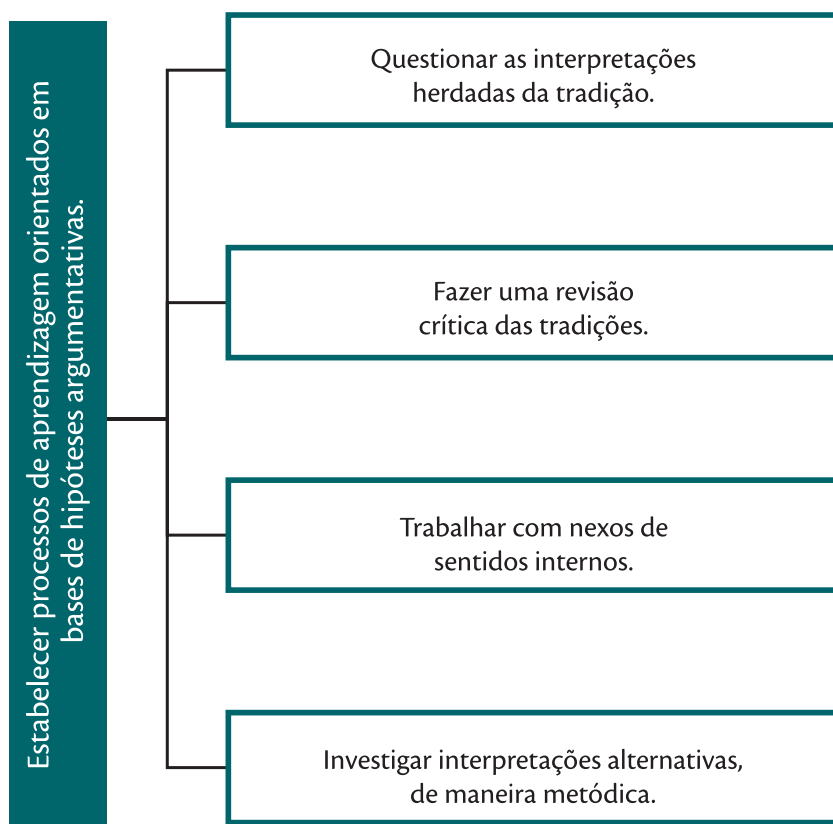 Estabelecer processos de aprendizagem orientados em
bases de hipóteses argumentativas.
Questionar as interpretações
herdadas da tradição.
Fazer uma revisão
crítica das tradições.
Trabalhar com nexos de
sentidos internos.
Investigar interpretações alternativas,
de maneira metódica.